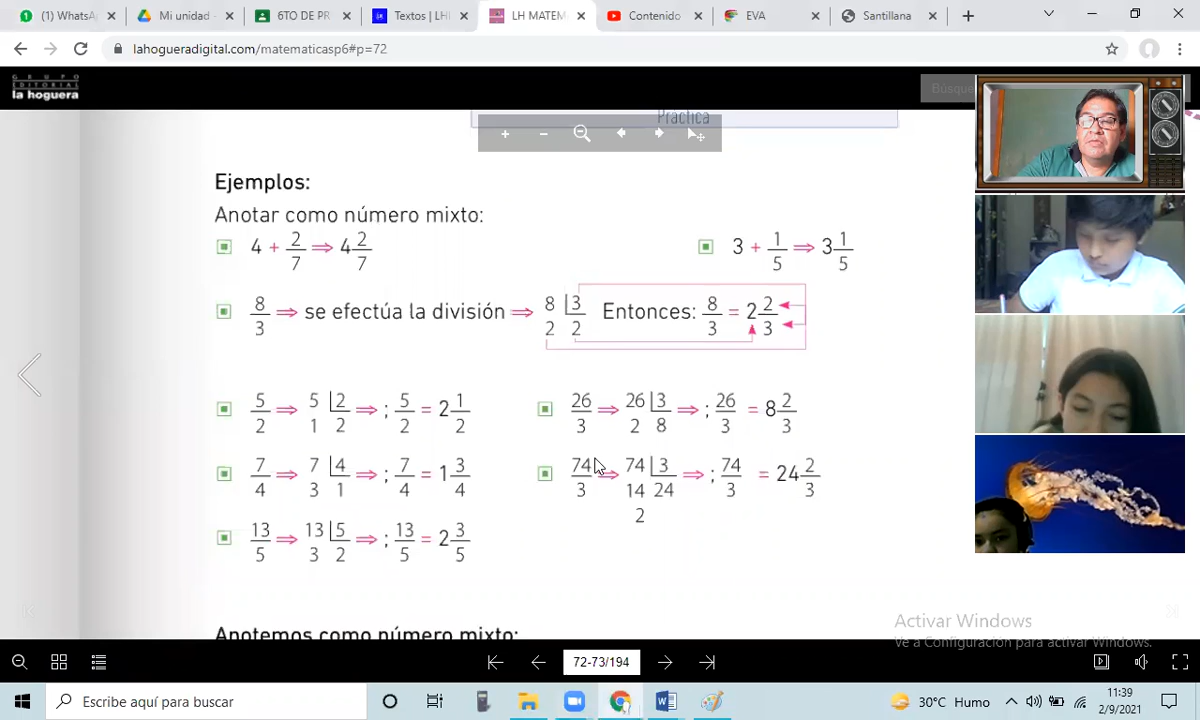 (1) WhatsA
Mi unidad -
6TO DE PR
Textos | LH
LH MATEM
Contenido
EVA
Santillana
lahogueradigital.com/matematicasp6#p=72
GRUPO
EDITORIAL
la hoguera
Búsque
Práctica
Ejemplos:
Anotar como número mixto:
4 + 2/7 ⇒ 4 2/7
3 + 1/5 ⇒ 3 1/5
8/3 ⇒ se efectúa la división ⇒ 8 | 3 Entonces: 8/3 = 2 2/3
2 2
5/2 ⇒ 5 | 2 ⇒ ; 5/2 = 2 1/2
1 2
26/3 ⇒ 26 | 3 ⇒ ; 26/3 = 8 2/3
2 8
7/4 ⇒ 7 | 4 ⇒ ; 7/4 = 1 3/4
3 1
74/3 ⇒ 74 | 3 ⇒ ; 74/3 = 24 2/3
14 24
2
13/5 ⇒ 13 | 5 ⇒ ; 13/5 = 2 3/5
3 2
Anotemos como número mixto:
Activar Windows
Ve a Configuración para activar Windows.
72-73/194
Escribe aquí para buscar
30°C Humo
11:39
2/9/2021